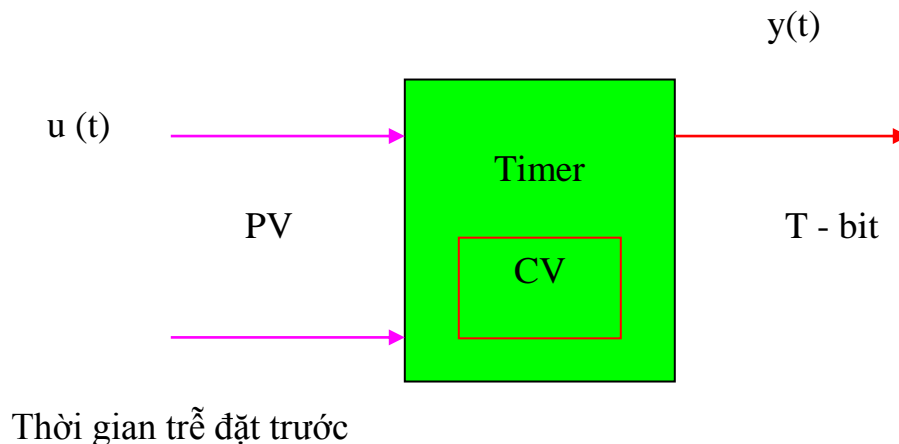 y(t)
u (t)
Timer
PV
T - bit
CV
Thời gian trễ đặt trước